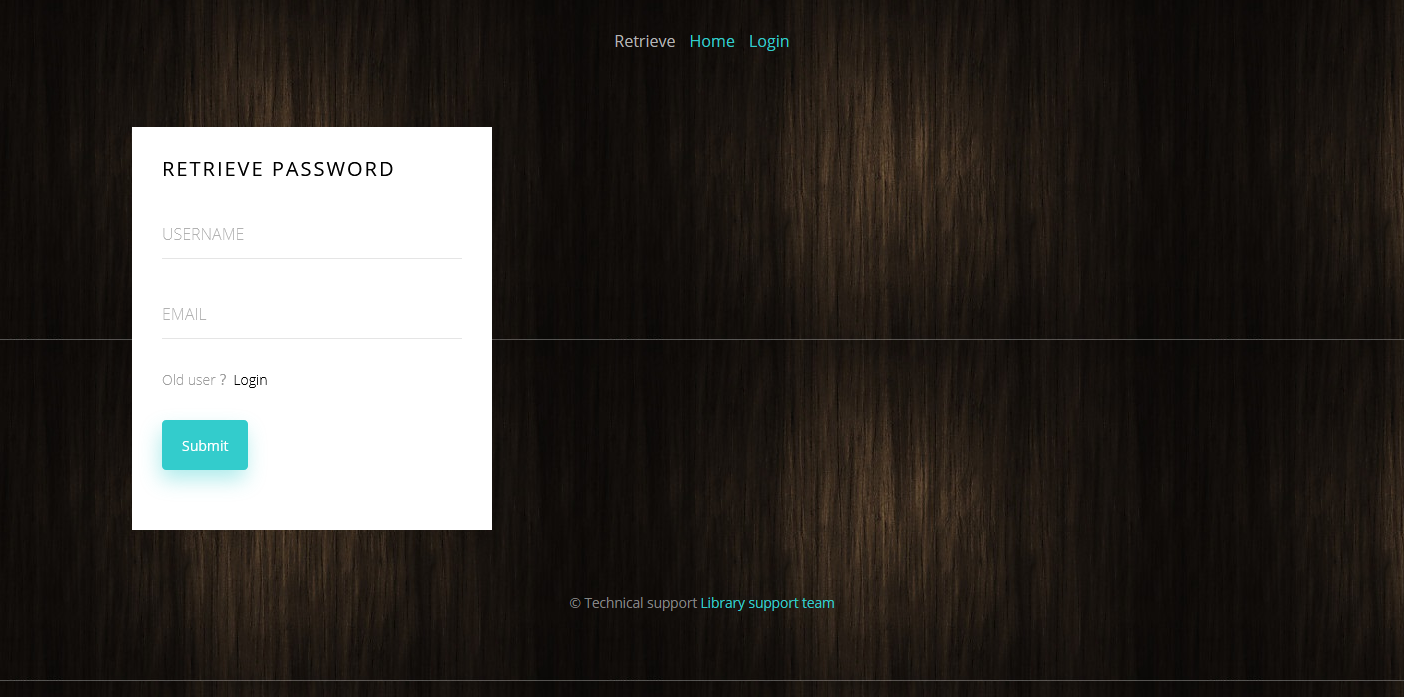 Retrieve Home Login
RETRIEVE PASSWORD
USERNAME
EMAIL
Old user ? Login
Submit
© Technical support Library support team